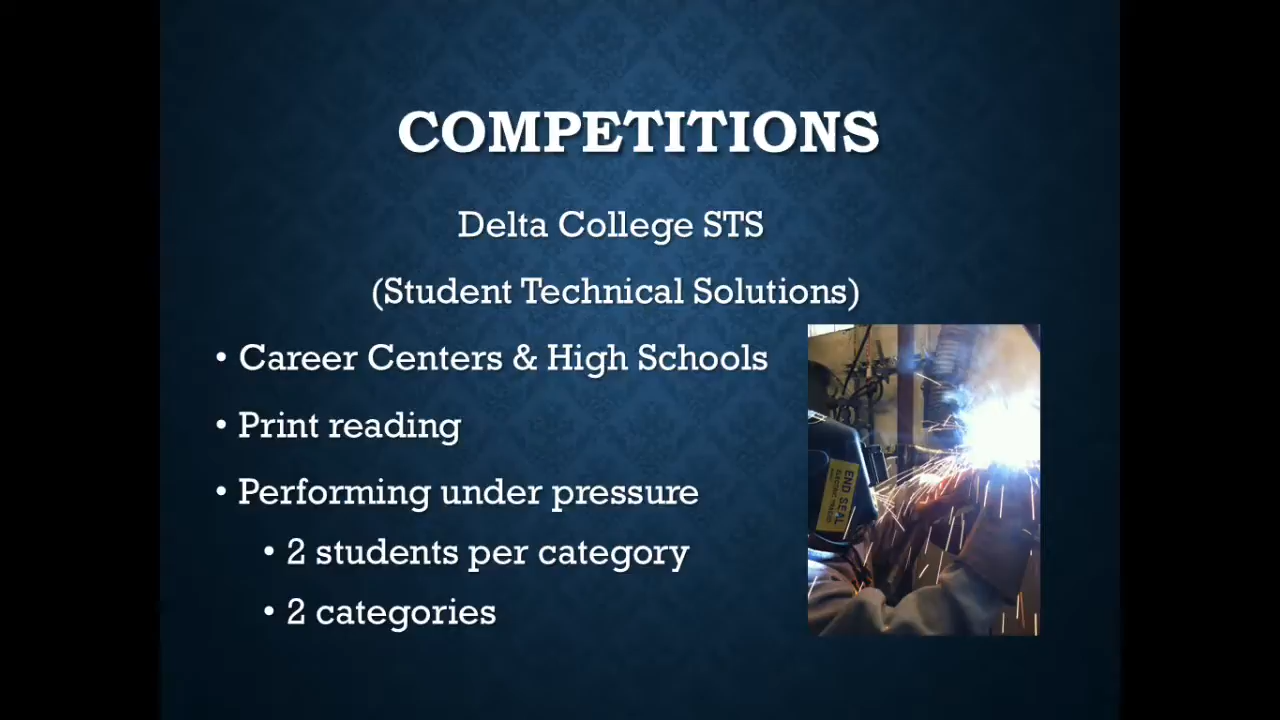 COMPETITIONS
Delta College STS
(Student Technical Solutions)
• Career Centers & High Schools
• Print reading
• Performing under pressure
• 2 students per category
• 2 categories
END SEAL